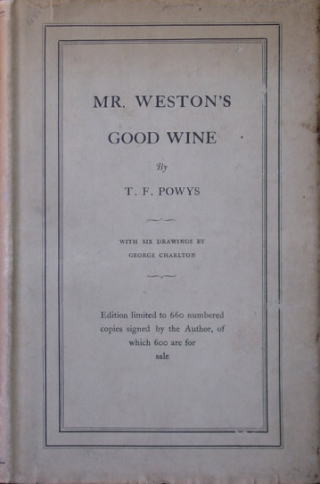 MR. WESTON'S
GOOD WINE
By
T. F. POWYS
WITH SIX DRAWINGS BY
GEORGE CHARLTON
Edition limited to 660 numbered
copies signed by the Author, of
which 600 are for
sale